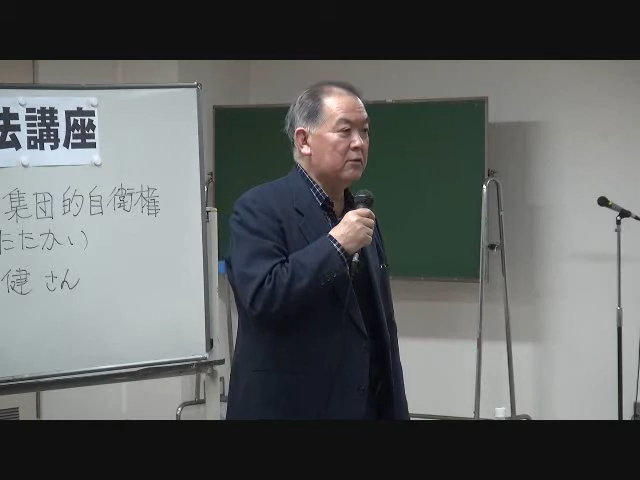 法講座
集団的自衛権
たたかい)
健さん